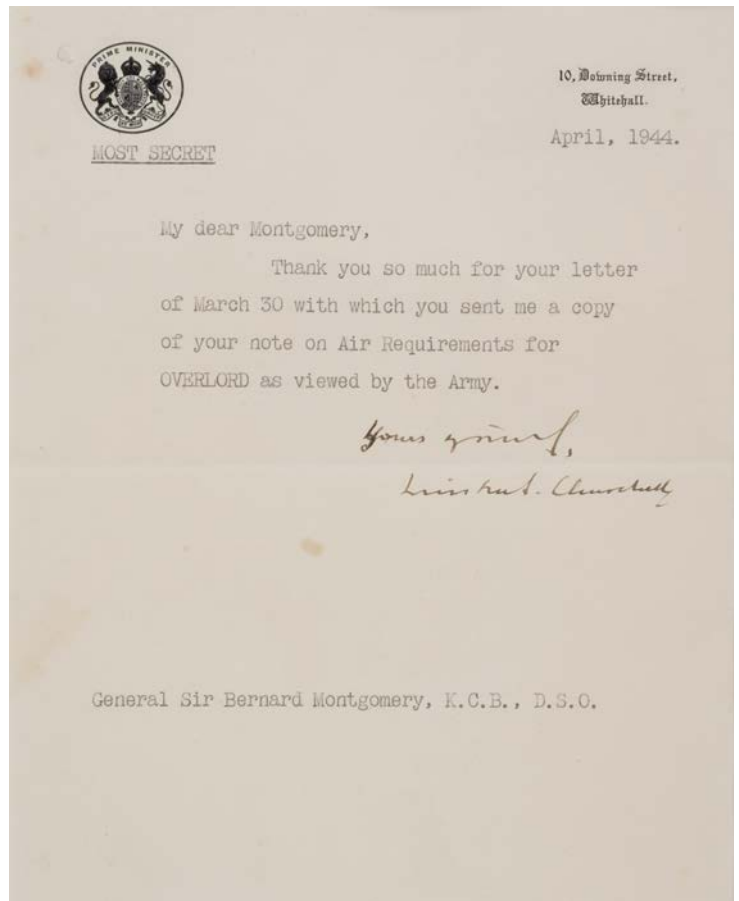 PRIME MINISTER
10, Downing Street,
Whitehall.
April, 1944.
MOST SECRET
My dear Montgomery,
Thank you so much for your letter
of March 30 with which you sent me a copy
of your note on Air Requirements for
OVERLORD as viewed by the Army.
Yours
Winston S. Churchill
General Sir Bernard Montgomery, K.C.B., D.S.O.